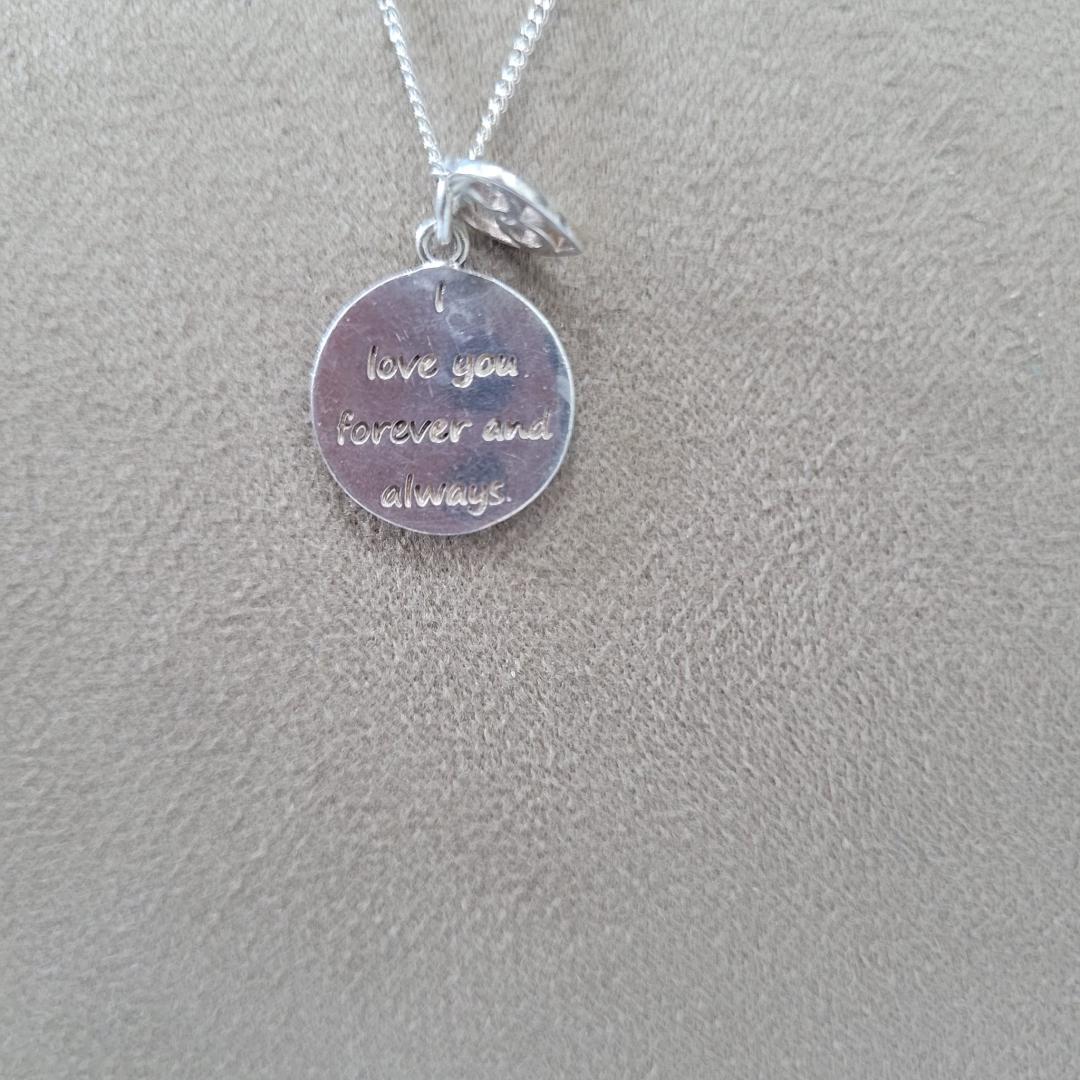 I
love you
forever and
always.